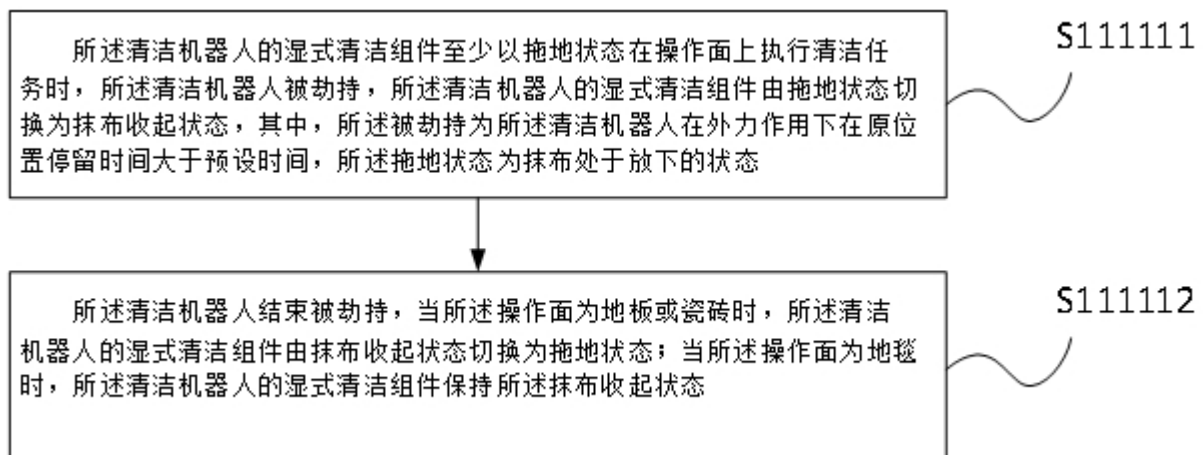 所述清洁机器人的湿式清洁组件至少以拖地状态在操作面上执行清洁任
务时，所述清洁机器人被劫持，所述清洁机器人的湿式清洁组件由拖地状态切
换为抹布收起状态，其中，所述被劫持为所述清洁机器人在外力作用下在原位
置停留时间大于预设时间，所述拖地状态为抹布处于放下的状态
S111111
所述清洁机器人结束被劫持，当所述操作面为地板或瓷砖时，所述清洁
机器人的湿式清洁组件由抹布收起状态切换为拖地状态；当所述操作面为地毯
时，所述清洁机器人的湿式清洁组件保持所述抹布收起状态
S111112